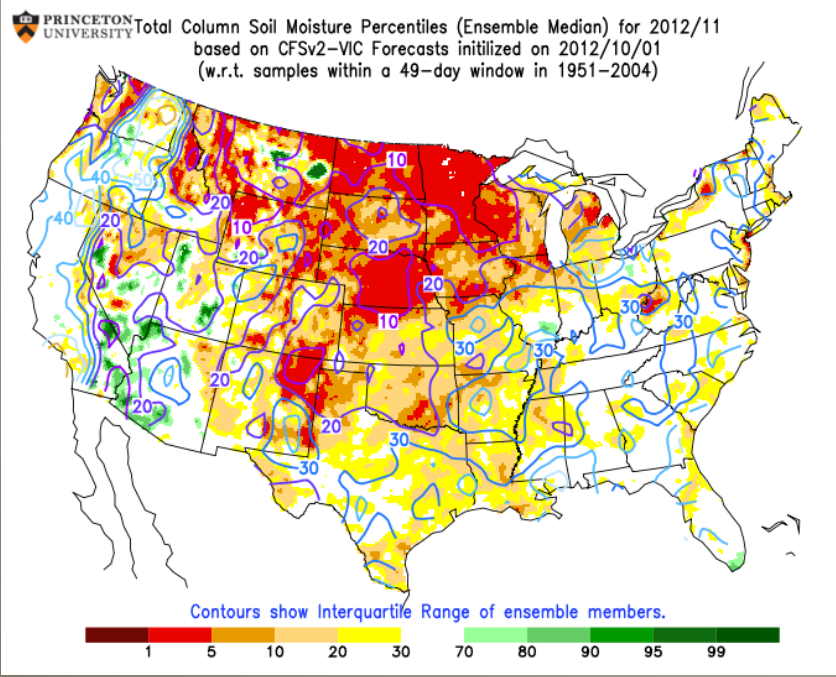 PRINCETON
UNIVERSITY
Total Column Soil Moisture Percentiles (Ensemble Median) for 2012/11
based on CFSv2-VIC Forecasts initilized on 2012/10/01
(w.r.t. samples within a 49-day window in 1951-2004)
10
40
50
20
40
20
10
20
20
20
10
30
30
30
30
20
20
20
30
30
Contours show Interquartile Range of ensemble members.
1 5 10 20 30 70 80 90 95 99